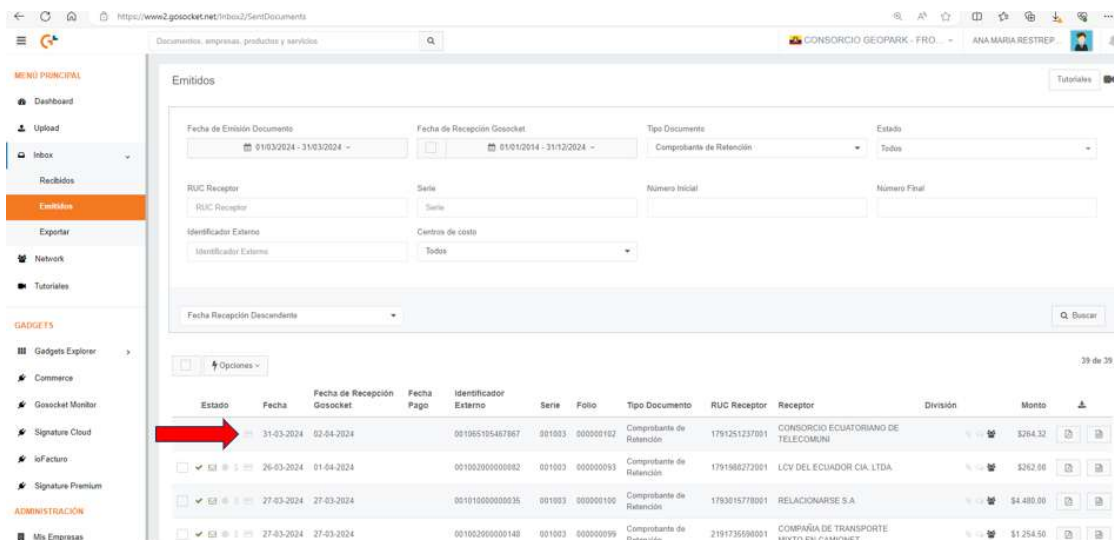 https://www2.gosocket.net/Inbox2/SentDocuments
Documentos, empresas, productos y servicios
CONSORCIO GEOPARK - FRO... ANA MARIA RESTREP...
MENÚ PRINCIPAL
Dashboard
Upload
Inbox
Recibidos
Emitidos
Exportar
Network
Tutoriales
GADGETS
Gadgets Explorer
Commerce
Gosocket Monitor
Signature Cloud
ioFacturo
Signature Premium
ADMINISTRACIÓN
Mis Empresas
Emitidos
Tutoriales
Fecha de Emisión Documento Fecha de Recepción Gosocket Tipo Documento Estado
01/03/2024 - 31/03/2024 01/01/2014 - 31/12/2024 Comprobante de Retención Todos
RUC Receptor Serie Número Inicial Número Final
RUC Receptor Serie
Identificador Externo Centros de costo
Identificador Externo Todos
Fecha Recepción Descendente Buscar
Opciones 39 de 39
Estado Fecha Fecha de Recepción Gosocket Fecha Pago Identificador Externo Serie Folio Tipo Documento RUC Receptor Receptor División Monto
31-03-2024 02-04-2024 001065105467867 001003 000000102 Comprobante de Retención 1791251237001 CONSORCIO ECUATORIANO DE TELECOMUNI $264.32
26-03-2024 01-04-2024 001002000000082 001003 000000093 Comprobante de Retención 1791988273001 LCV DEL ECUADOR CIA. LTDA. $262.08
27-03-2024 27-03-2024 001010000000035 001003 000000100 Comprobante de Retención 1793015778001 RELACIONARSE S.A $4.480.00
27-03-2024 27-03-2024 001002000000148 001003 000000099 Comprobante de Retención 2191735598001 COMPAÑIA DE TRANSPORTE MIXTO EN CAMIONET $1.254.50